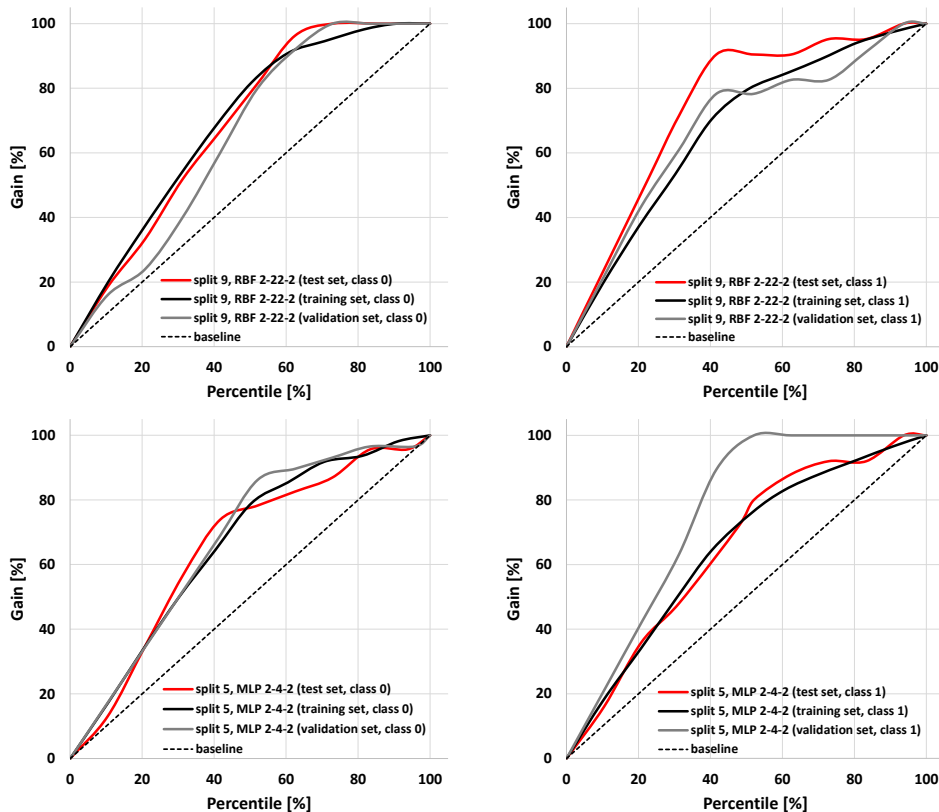 100
80
60
40
20
0
Gain [%]
split 9, RBF 2-22-2 (test set, class 0)
split 9, RBF 2-22-2 (training set, class 0)
split 9, RBF 2-22-2 (validation set, class 0)
baseline
0 20 40 60 80 100
Percentile [%]
100
80
60
40
20
0
Gain [%]
split 9, RBF 2-22-2 (test set, class 1)
split 9, RBF 2-22-2 (training set, class 1)
split 9, RBF 2-22-2 (validation set, class 1)
baseline
0 20 40 60 80 100
Percentile [%]
100
80
60
40
20
0
Gain [%]
split 5, MLP 2-4-2 (test set, class 0)
split 5, MLP 2-4-2 (training set, class 0)
split 5, MLP 2-4-2 (validation set, class 0)
baseline
0 20 40 60 80 100
Percentile [%]
100
80
60
40
20
0
Gain [%]
split 5, MLP 2-4-2 (test set, class 1)
split 5, MLP 2-4-2 (training set, class 1)
split 5, MLP 2-4-2 (validation set, class 1)
baseline
0 20 40 60 80 100
Percentile [%]